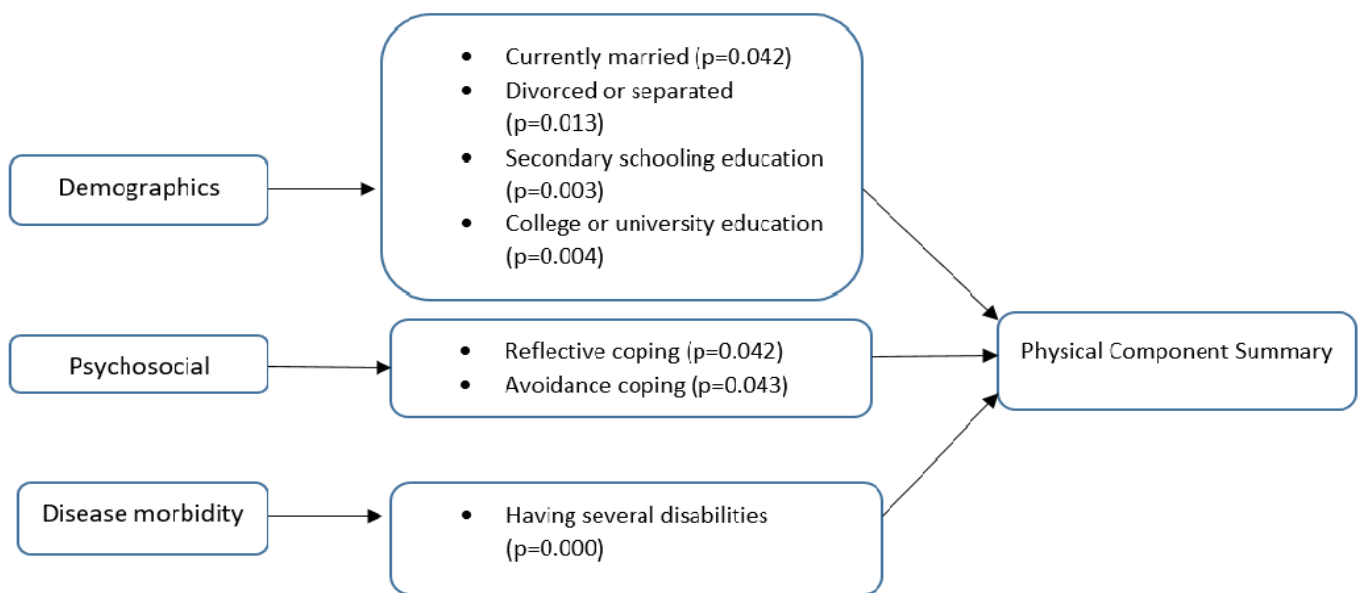 Demographics
• Currently married (p=0.042)
• Divorced or separated
(p=0.013)
• Secondary schooling education
(p=0.003)
• College or university education
(p=0.004)
Psychosocial
• Reflective coping (p=0.042)
• Avoidance coping (p=0.043)
Disease morbidity
• Having several disabilities
(p=0.000)
Physical Component Summary